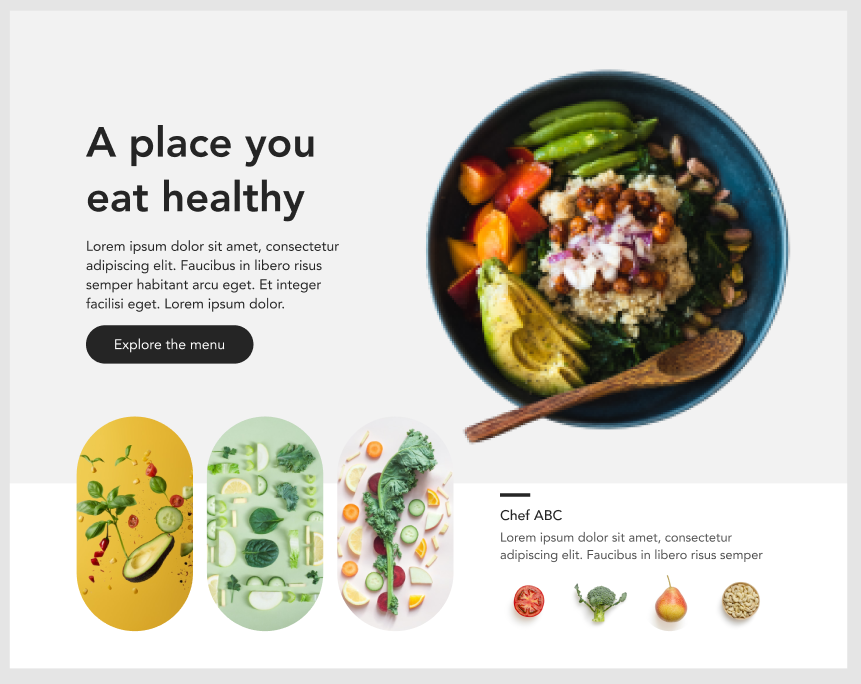 A place you
eat healthy
Lorem ipsum dolor sit amet, consectetur
adipiscing elit. Faucibus in libero risus
semper habitant arcu eget. Et integer
facilisi eget. Lorem ipsum dolor.
Explore the menu
Chef ABC
Lorem ipsum dolor sit amet, consectetur
adipiscing elit. Faucibus in libero risus semper